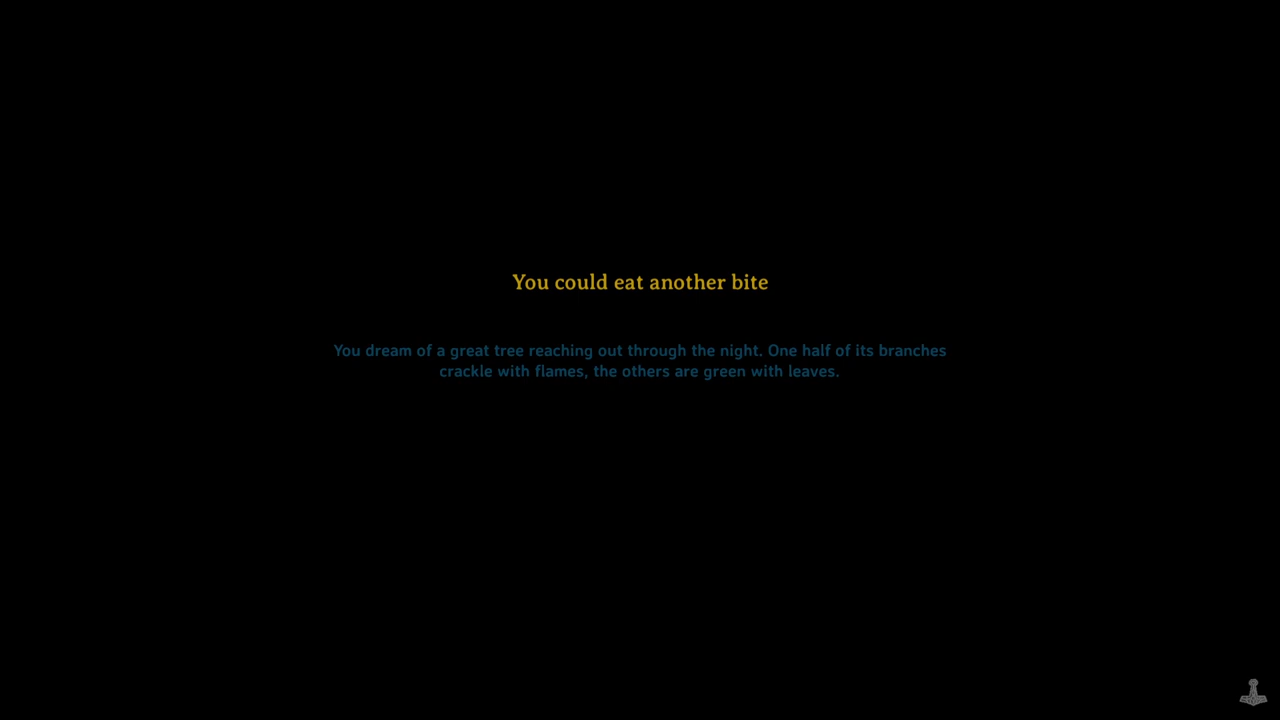 You could eat another bite
You dream of a great tree reaching out through the night. One half of its branches
crackle with flames, the others are green with leaves.